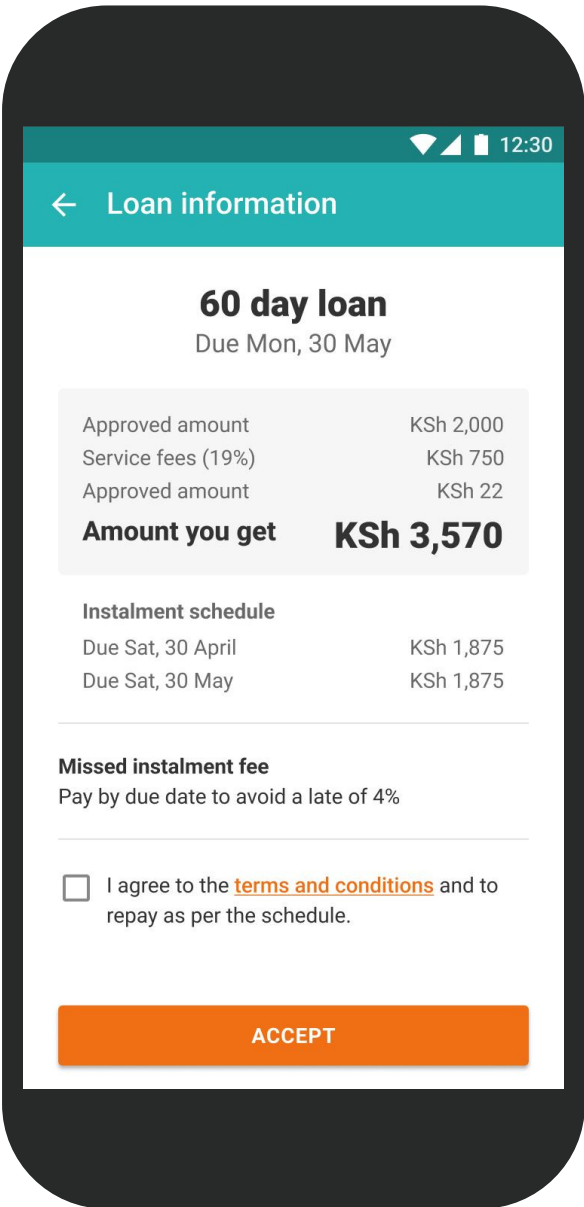 12:30
Loan information
60 day loan
Due Mon, 30 May
Approved amount KSh 2,000
Service fees (19%) KSh 750
Approved amount KSh 22
Amount you get KSh 3,570
Instalment schedule
Due Sat, 30 April KSh 1,875
Due Sat, 30 May KSh 1,875
Missed instalment fee
Pay by due date to avoid a late of 4%
I agree to the terms and conditions and to
repay as per the schedule.
ACCEPT